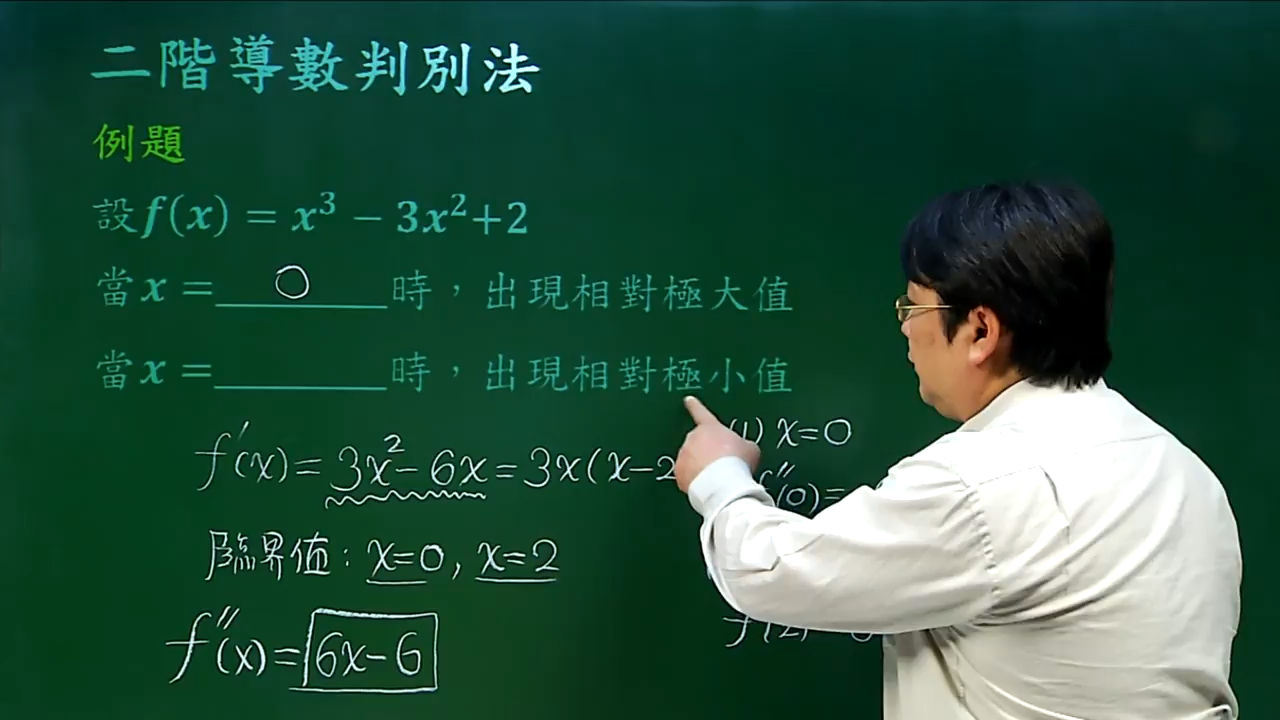 二階導數判別法
例題
設f(x) = x³ − 3x²+2
當x = 0 時，出現相對極大值
當x = 時，出現相對極小值
f'(x) = 3x² − 6x = 3x(x−2
臨界值：x=0, x=2
f''(x) = 6x−6
(1) x=0
f''(0) =
f''(2)